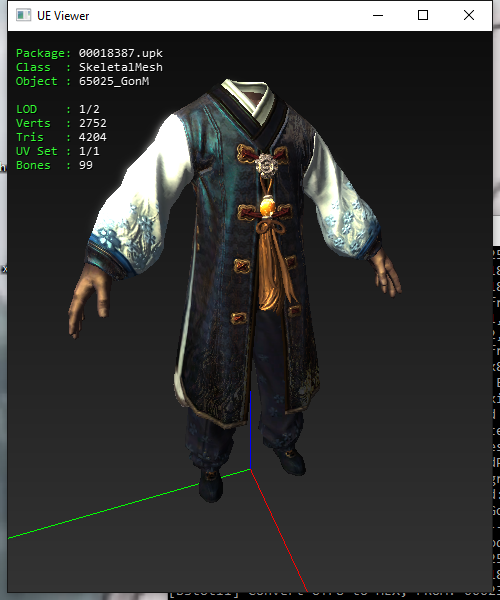 UE Viewer
Package: 00018387.upk
Class : SkeletalMesh
Object : 65025_GonM
LOD : 1/2
Verts : 2752
Tris : 4204
UV Set : 1/1
Bones : 99